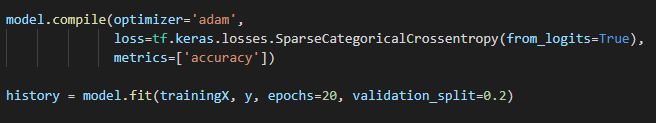 model.compile(optimizer='adam',
              loss=tf.keras.losses.SparseCategoricalCrossentropy(from_logits=True),
              metrics=['accuracy'])
history = model.fit(trainingX, y, epochs=20, validation_split=0.2)